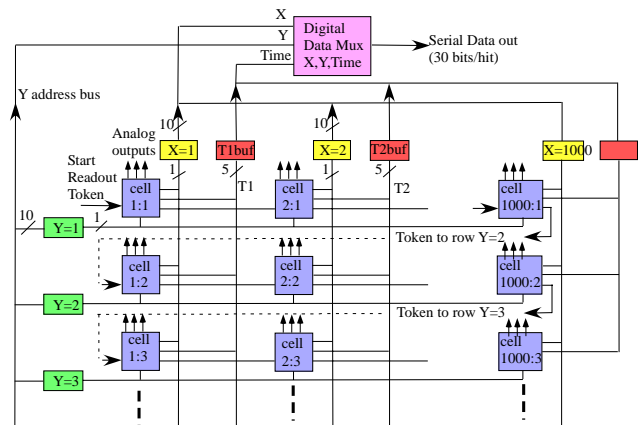 X
Y
Time
Digital
Data Mux
X,Y,Time
Serial Data out
(30 bits/hit)
Y address bus
10
10
Analog
outputs
X=1
T1buf
X=2
T2buf
X=1000
Start
Readout
Token
1
5
T1
1
5
T2
cell
1:1
cell
2:1
cell
1000:1
10
Y=1
1
Token to row Y=2
cell
1:2
cell
2:2
cell
1000:2
Y=2
Token to row Y=3
cell
1:3
cell
2:3
cell
1000:3
Y=3